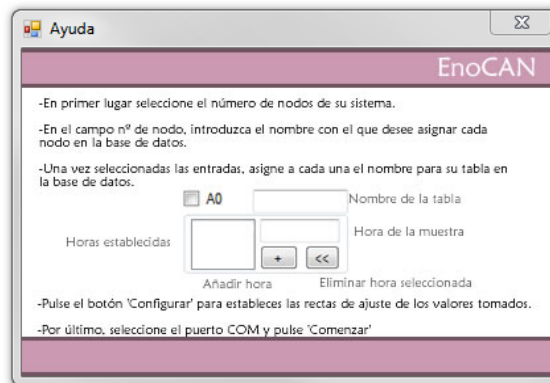 Ayuda
EnoCAN
-En primer lugar seleccione el número de nodos de su sistema.
-En el campo nº de nodo, introduzca el nombre con el que desee asignar cada
nodo en la base de datos.
-Una vez seleccionadas las entradas, asigne a cada una el nombre para su tabla en
la base de datos.
A0
Nombre de la tabla
Horas establecidas
Hora de la muestra
+
<<
Añadir hora
Eliminar hora seleccionada
-Pulse el botón 'Configurar' para estableces las rectas de ajuste de los valores tomados.
-Por último, seleccione el puerto COM y pulse 'Comenzar'